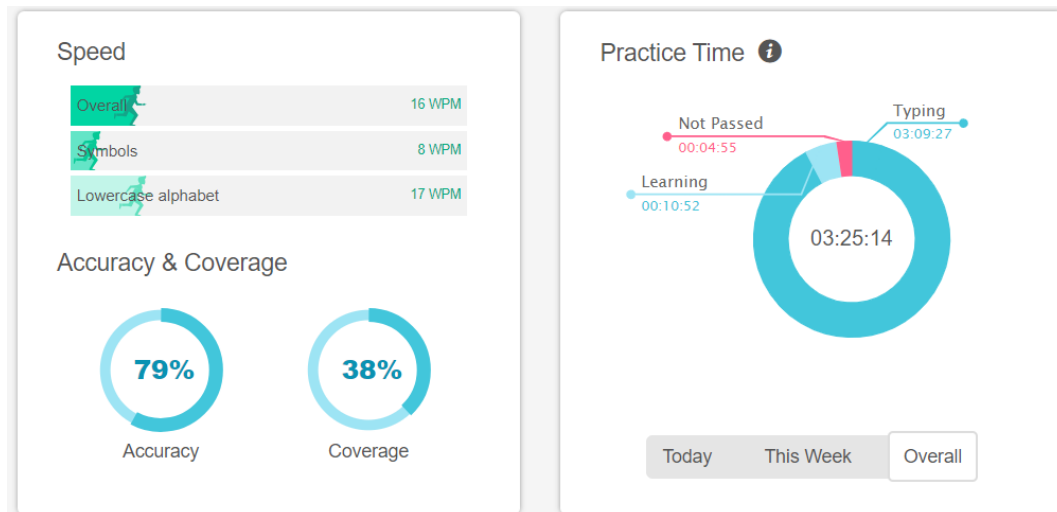 Speed
Overall 16 WPM
Symbols 8 WPM
Lowercase alphabet 17 WPM
Accuracy & Coverage
79%
Accuracy
38%
Coverage
Practice Time i
Typing
03:09:27
Not Passed
00:04:55
Learning
00:10:52
03:25:14
Today This Week Overall